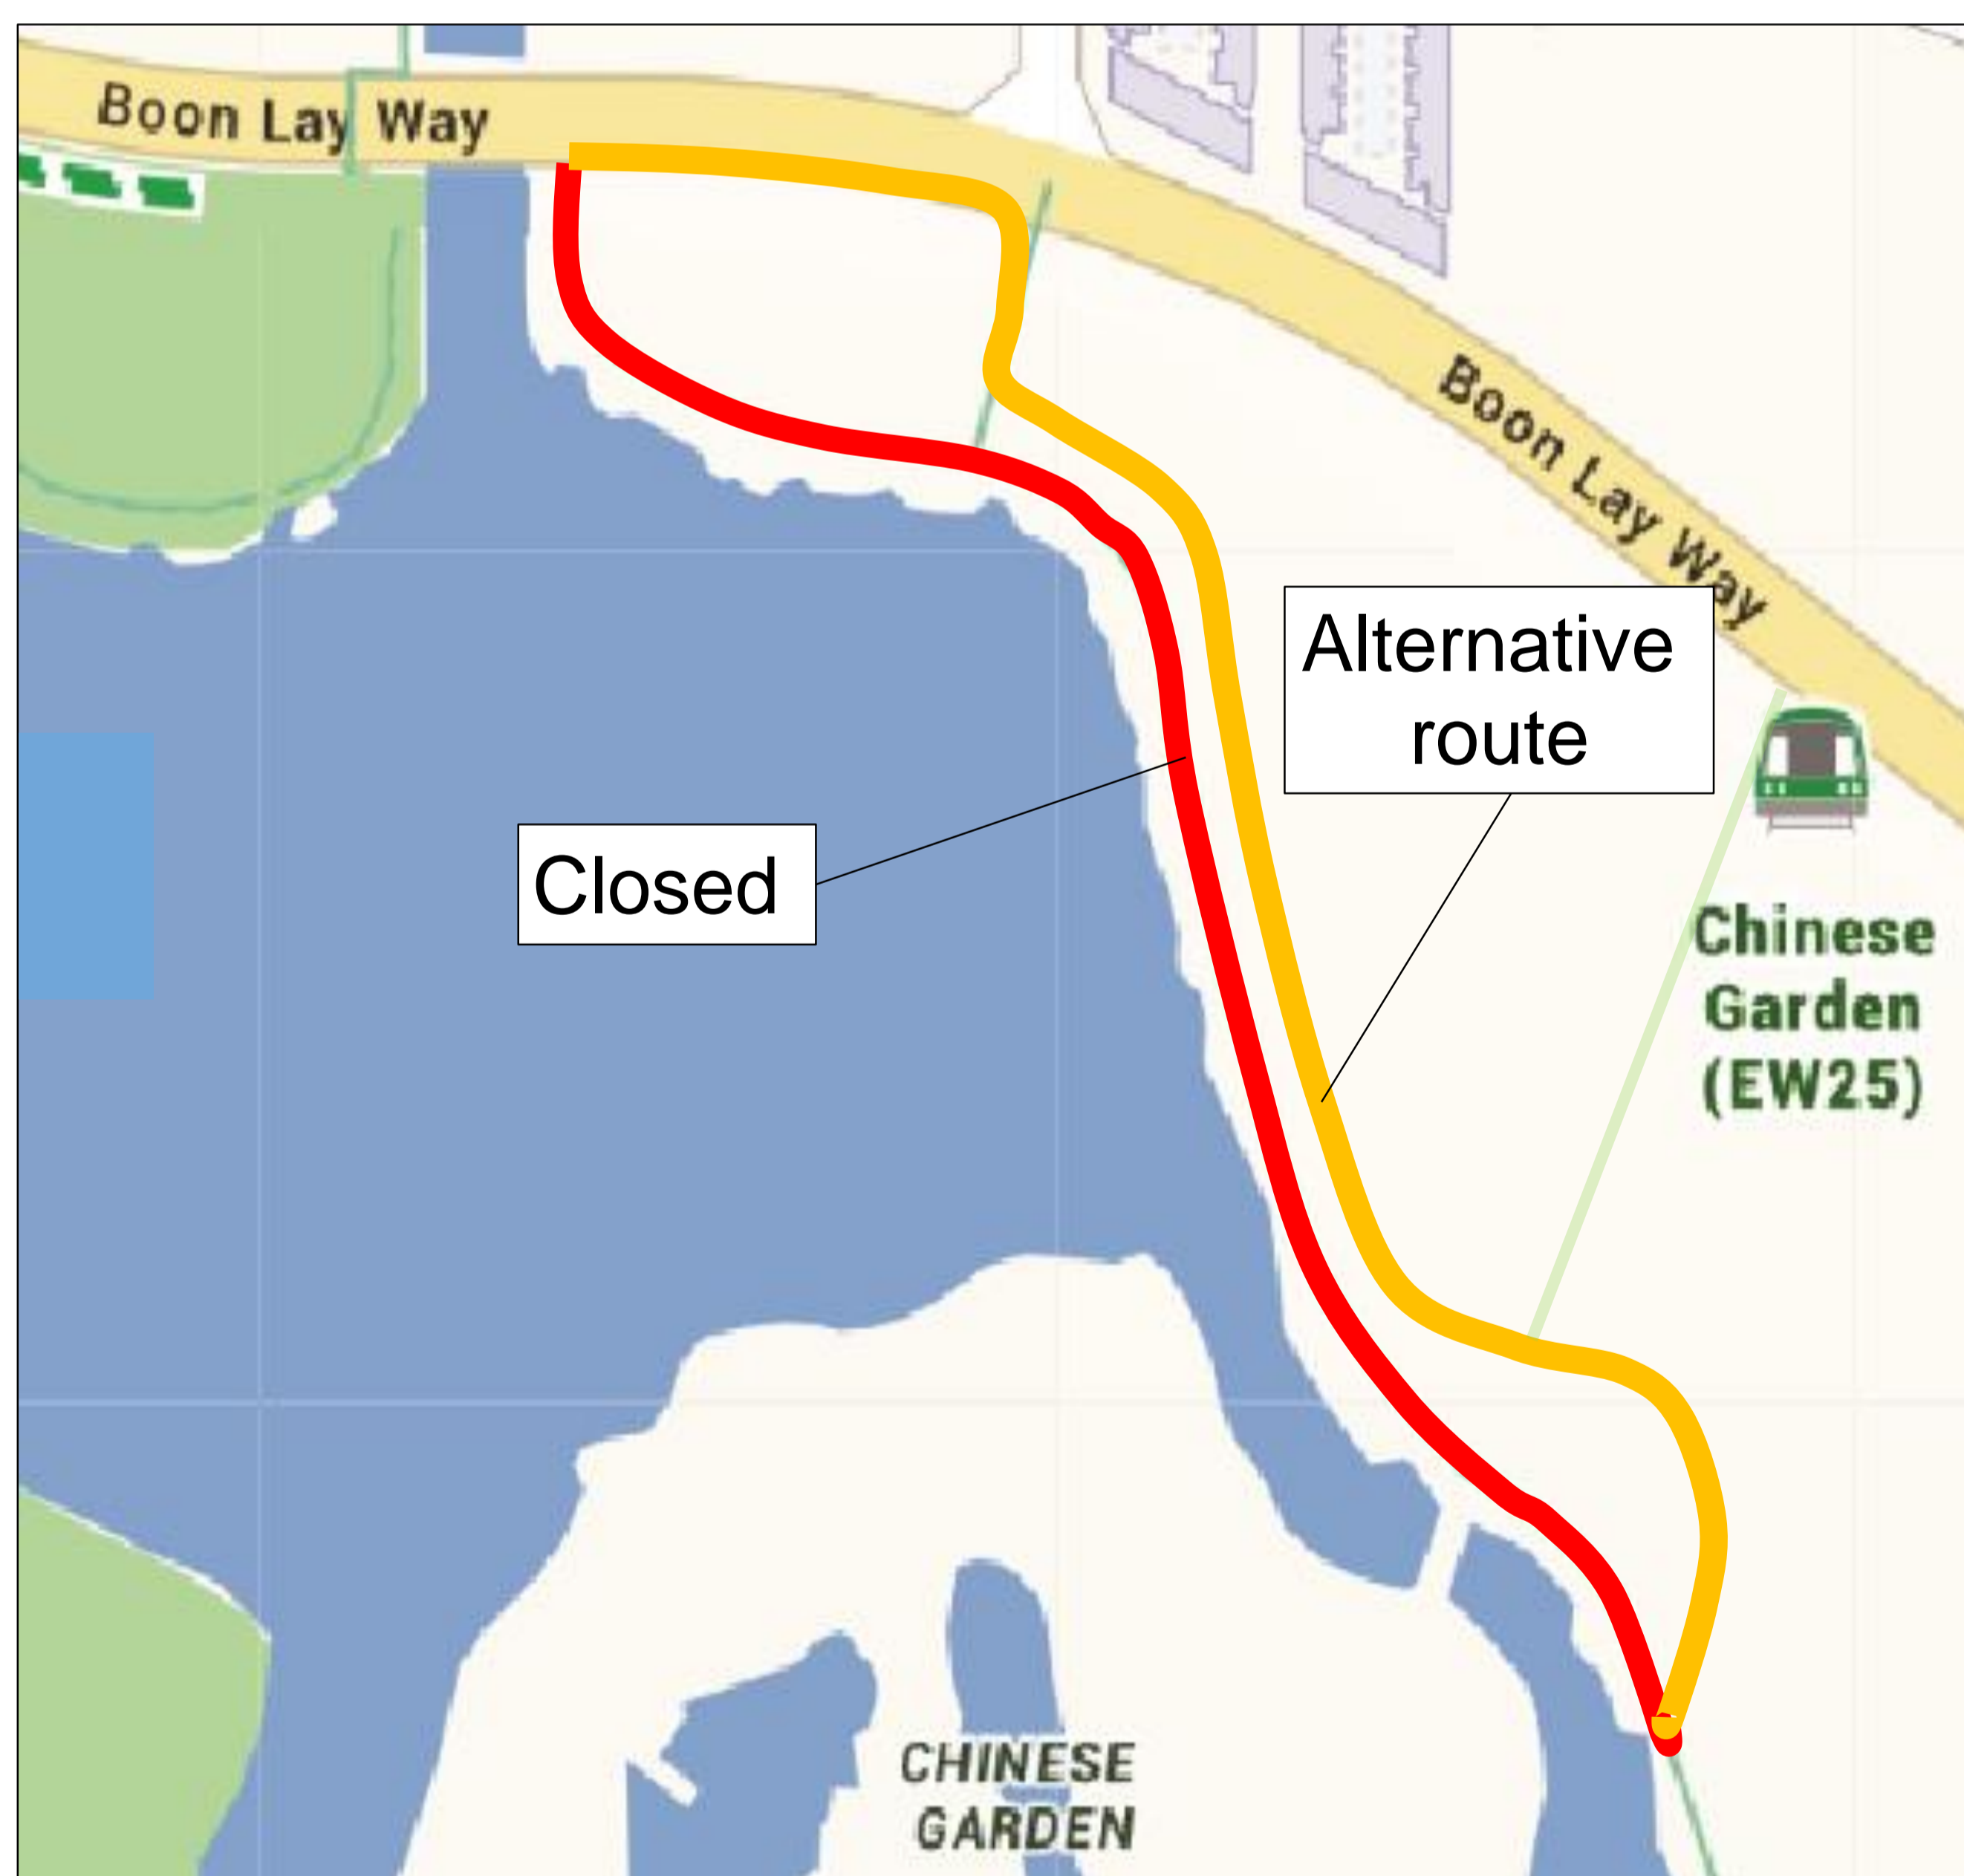 Boon Lay Way
Boon Lay Way
Alternative
route
Closed
Chinese
Garden
(EW25)
CHINESE
GARDEN